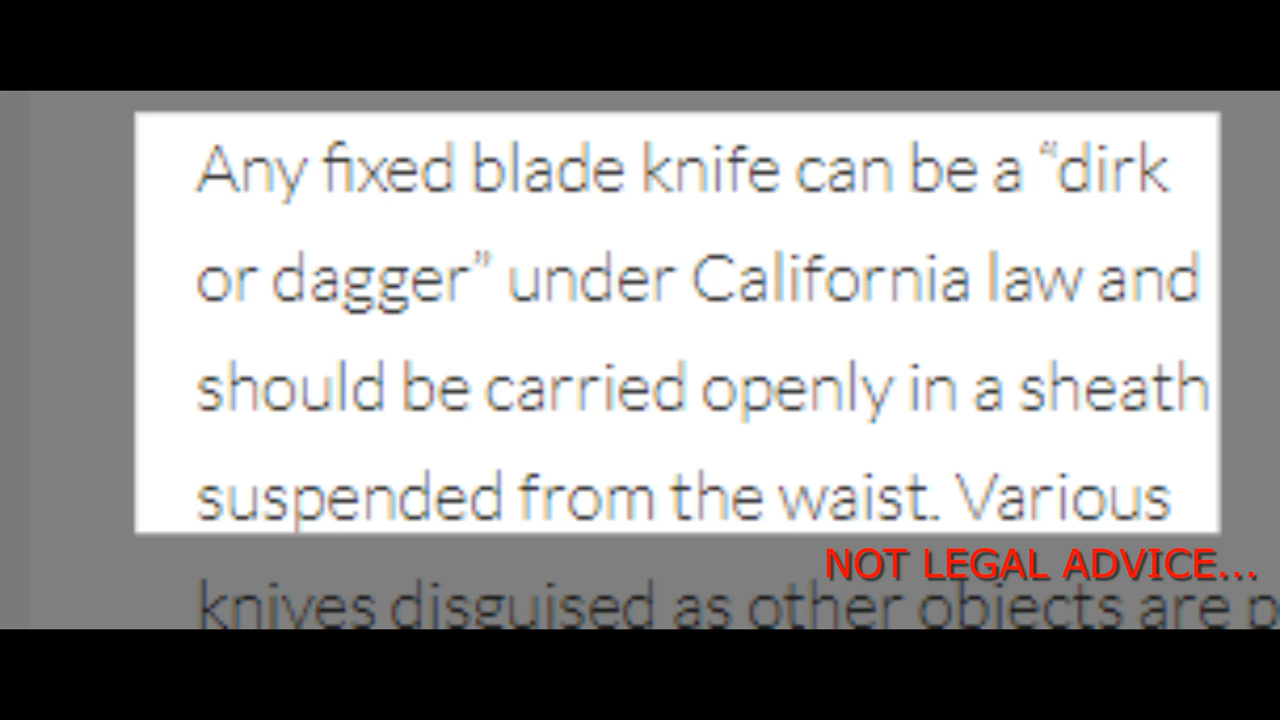 Any fixed blade knife can be a “dirk
or dagger” under California law and
should be carried openly in a sheath
suspended from the waist. Various
NOT LEGAL ADVICE...
knives disguised as other objects are